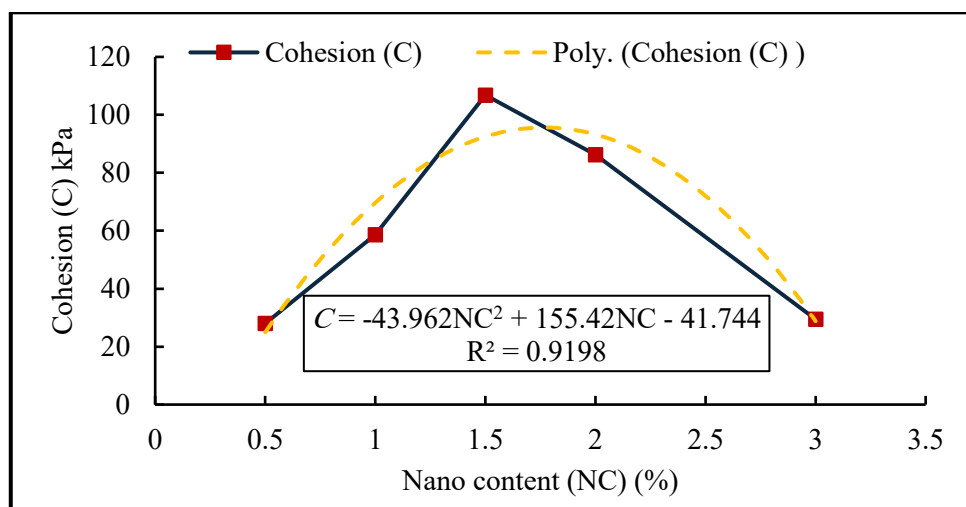 Cohesion (C) Poly. (Cohesion (C) )
120
100
80
60
40
20
0
Cohesion (C) kPa
C = -43.962NC² + 155.42NC - 41.744
R² = 0.9198
0 0.5 1 1.5 2 2.5 3 3.5
Nano content (NC) (%)